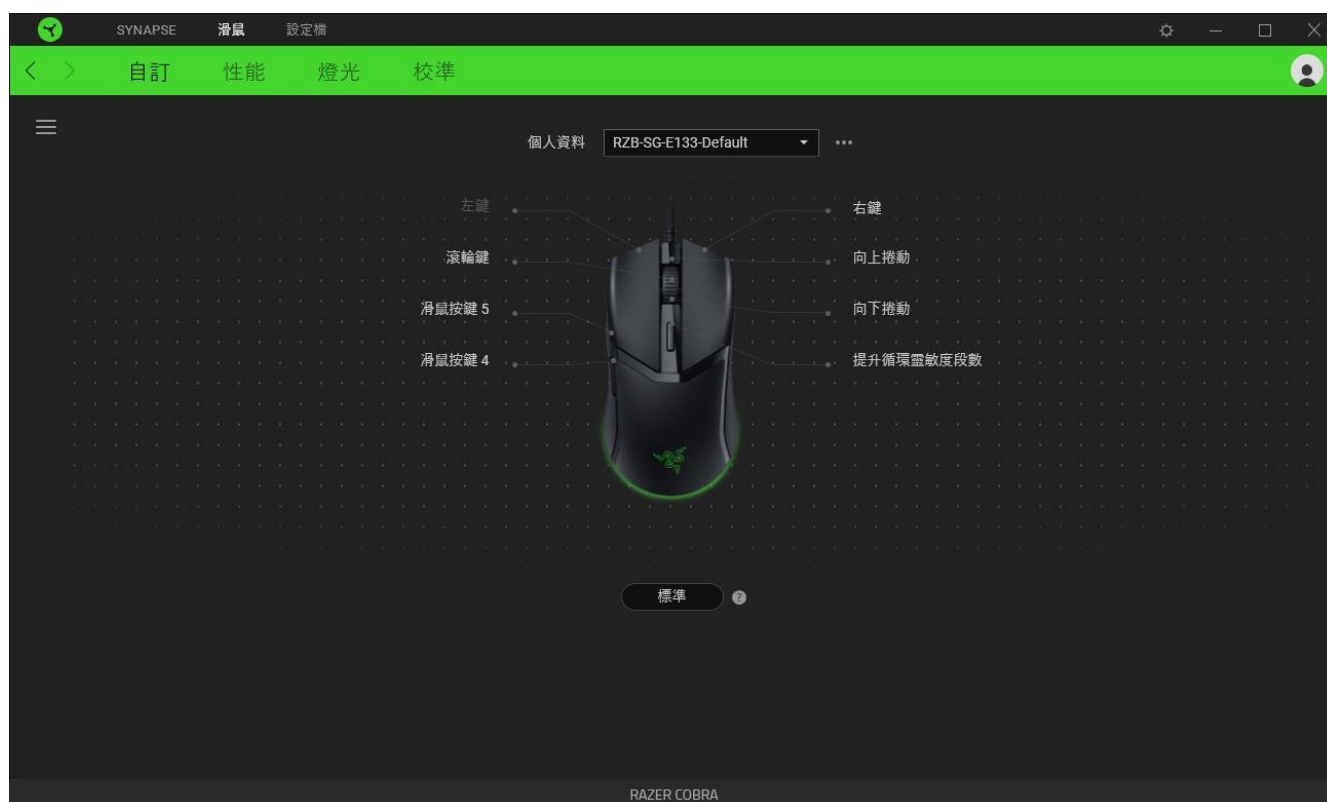 SYNAPSE 滑鼠 設定檔
自訂 性能 燈光 校準
個人資料 RZB-SG-E133-Default
左鍵 右鍵
滾輪鍵 向上捲動
滑鼠按鍵 5 向下捲動
滑鼠按鍵 4 提升循環靈敏度段數
標準 ?
RAZER COBRA